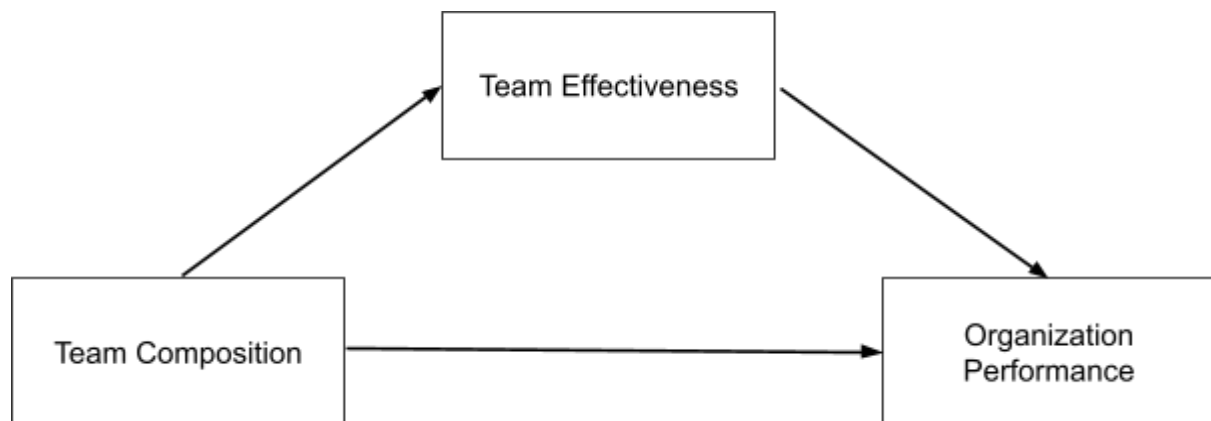 Team Effectiveness
Team Composition
Organization
Performance